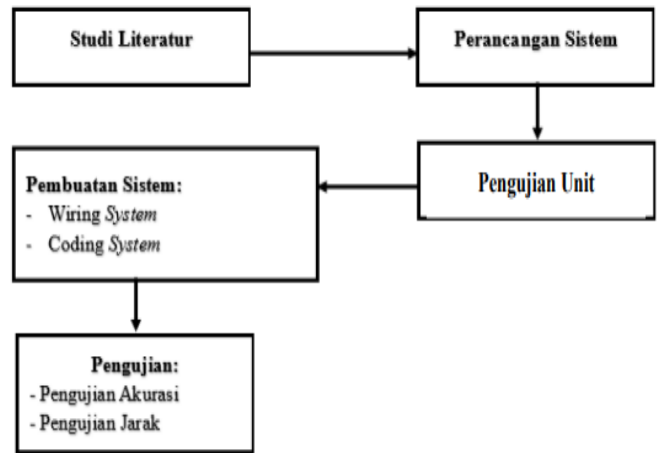 Studi Literatur
Perancangan Sistem
Pengujian Unit
Pembuatan Sistem:
- Wiring System
- Coding System
Pengujian:
- Pengujian Akurasi
- Pengujian Jarak